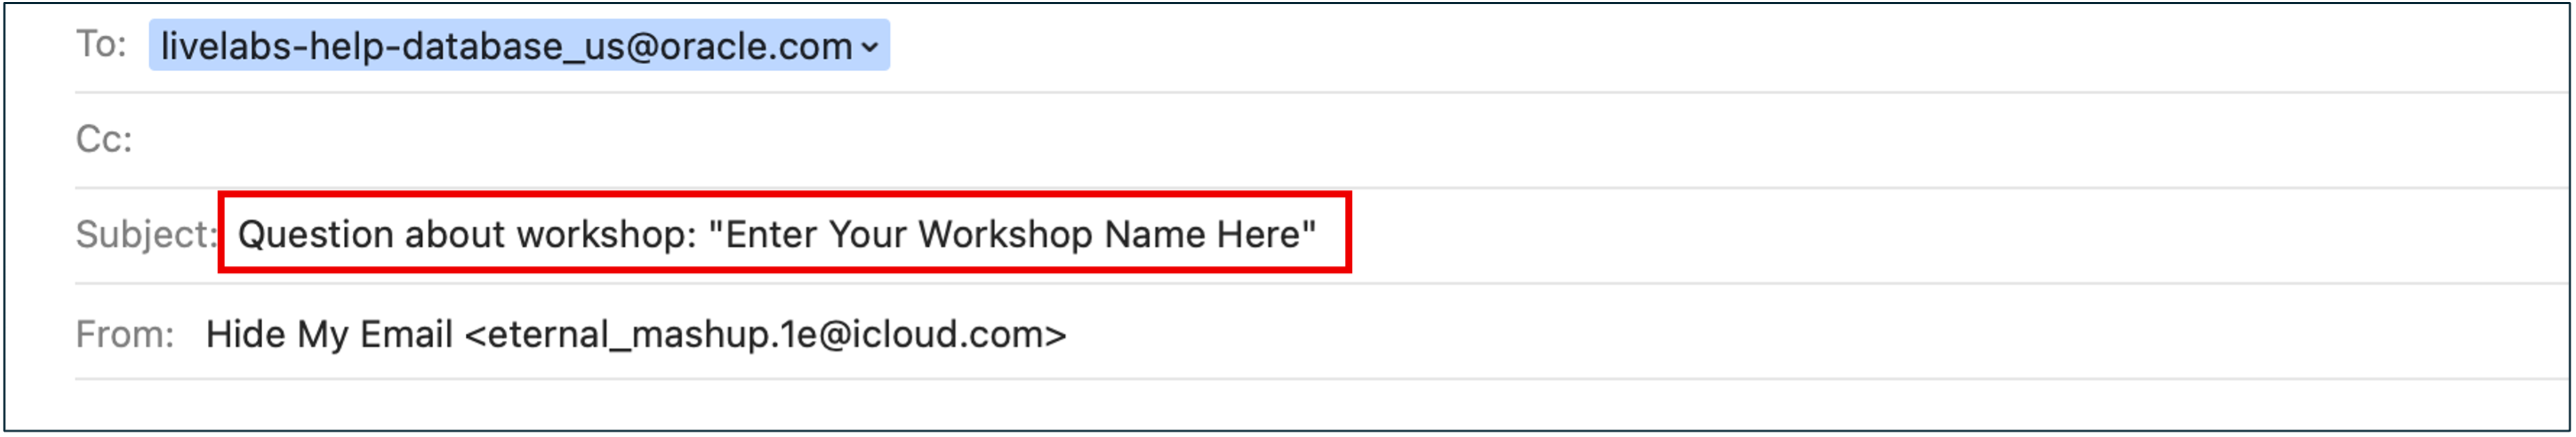 To: livelabs-help-database_us@oracle.com
Cc:
Subject: Question about workshop: "Enter Your Workshop Name Here"
From: Hide My Email <eternal_mashup.1e@icloud.com>